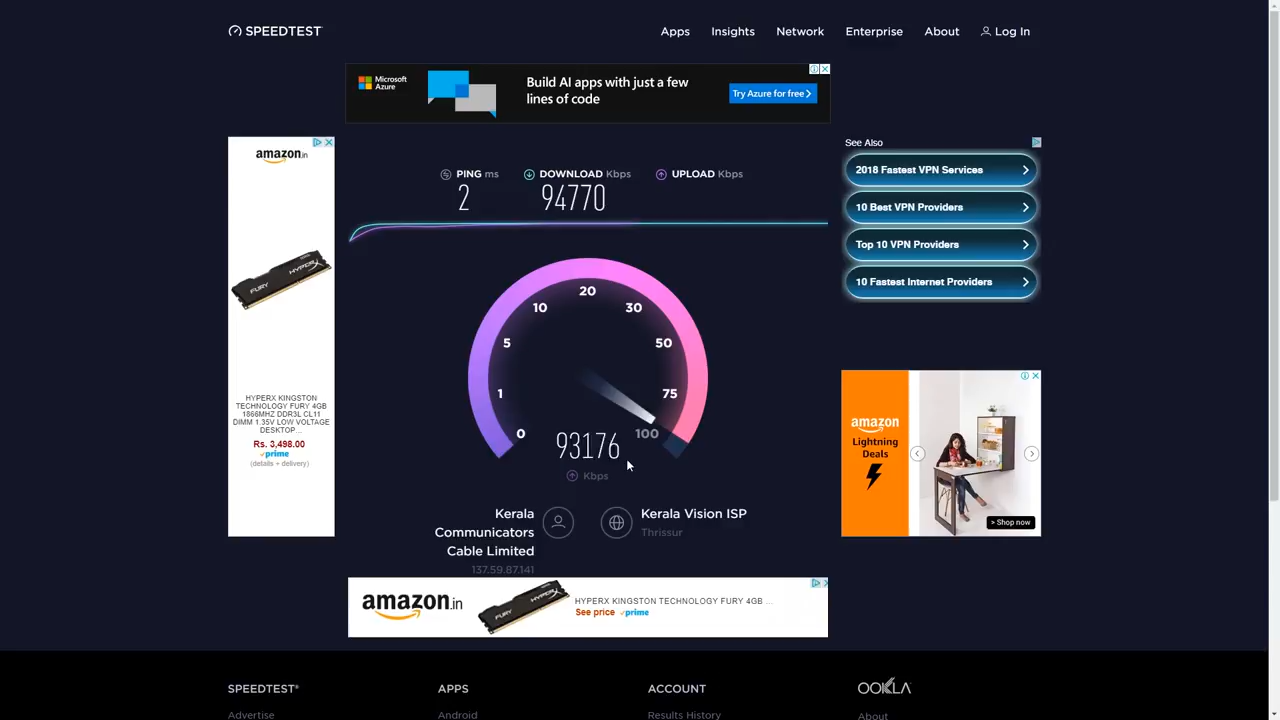 SPEEDTEST
Apps
Insights
Network
Enterprise
About
Log In
Microsoft
Azure
Build AI apps with just a few
lines of code
Try Azure for free >
amazon.in
HYPERX
FURY
HYPERX KINGSTON
TECHNOLOGY FURY 4GB
1866MHZ DDR3L CL11
DIMM 1.35V LOW VOLTAGE
DESKTOP...
Rs. 3,498.00
prime
(details + delivery)
PING ms
2
DOWNLOAD Kbps
94770
UPLOAD Kbps
0
1
5
10
20
30
50
75
100
93176
Kbps
Kerala
Communicators
Cable Limited
137.59.87.141
Kerala Vision ISP
Thrissur
See Also
2018 Fastest VPN Services
10 Best VPN Providers
Top 10 VPN Providers
10 Fastest Internet Providers
amazon
Lightning
Deals
> Shop now
amazon.in
FURY
HYPERX
HYPERX KINGSTON TECHNOLOGY FURY 4GB ...
See price prime
SPEEDTEST®
Advertise
APPS
Android
ACCOUNT
Results History
OOKLA
About